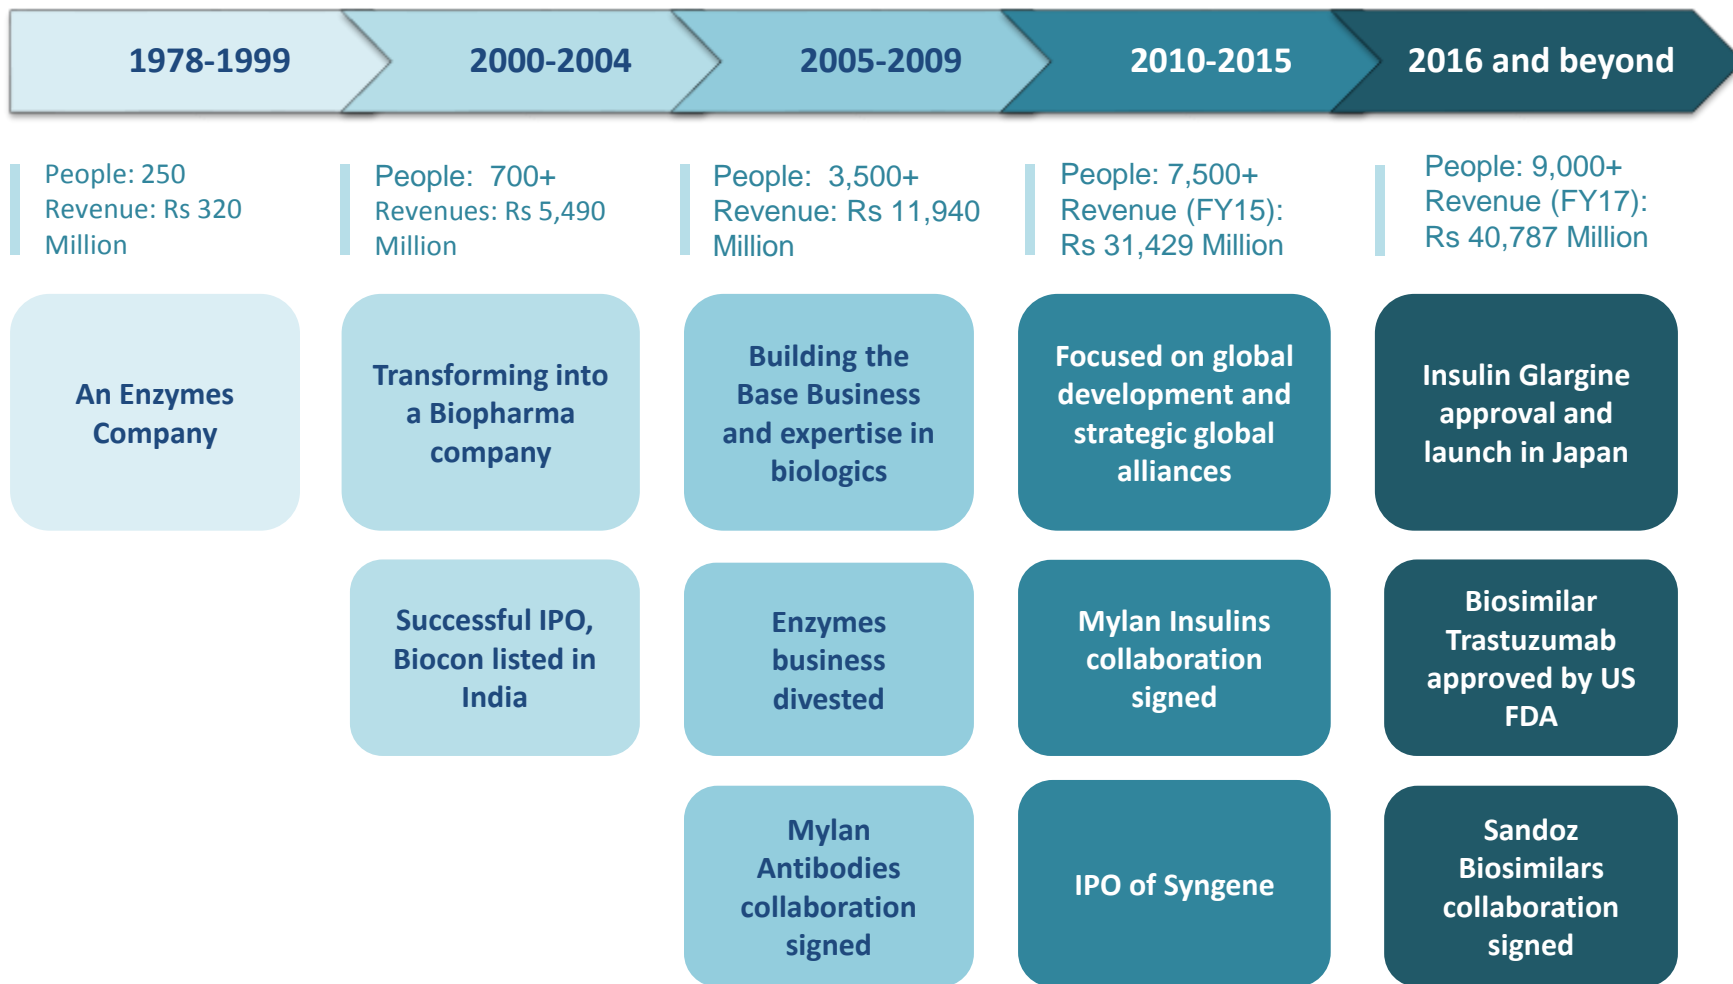 1978-1999
2000-2004
2005-2009
2010-2015
2016 and beyond
People: 250
Revenue: Rs 320
Million
People: 700+
Revenues: Rs 5,490
Million
People: 3,500+
Revenue: Rs 11,940
Million
People: 7,500+
Revenue (FY15):
Rs 31,429 Million
People: 9,000+
Revenue (FY17):
Rs 40,787 Million
An Enzymes
Company
Transforming into
a Biopharma
company
Building the
Base Business
and expertise in
biologics
Focused on global
development and
strategic global
alliances
Insulin Glargine
approval and
launch in Japan
Successful IPO,
Biocon listed in
India
Enzymes
business
divested
Mylan Insulins
collaboration
signed
Biosimilar
Trastuzumab
approved by US
FDA
Mylan
Antibodies
collaboration
signed
IPO of Syngene
Sandoz
Biosimilars
collaboration
signed